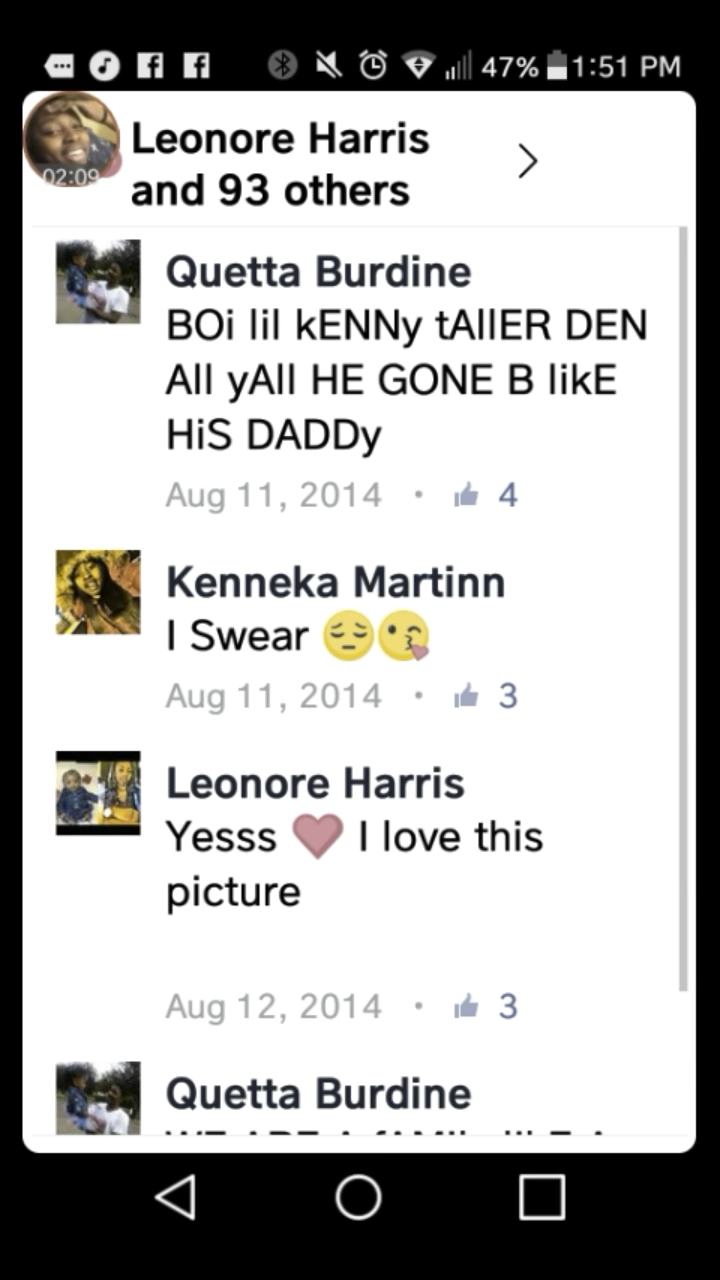 47% 1:51 PM
02:09
Leonore Harris
and 93 others
Quetta Burdine
BOi lil kENNy tAllER DEN
All yAll HE GONE B likE
HiS DADDy
Aug 11, 2014 • 4
Kenneka Martinn
I Swear 😔😘
Aug 11, 2014 • 3
Leonore Harris
Yesss ❤ I love this
picture
Aug 12, 2014 • 3
Quetta Burdine